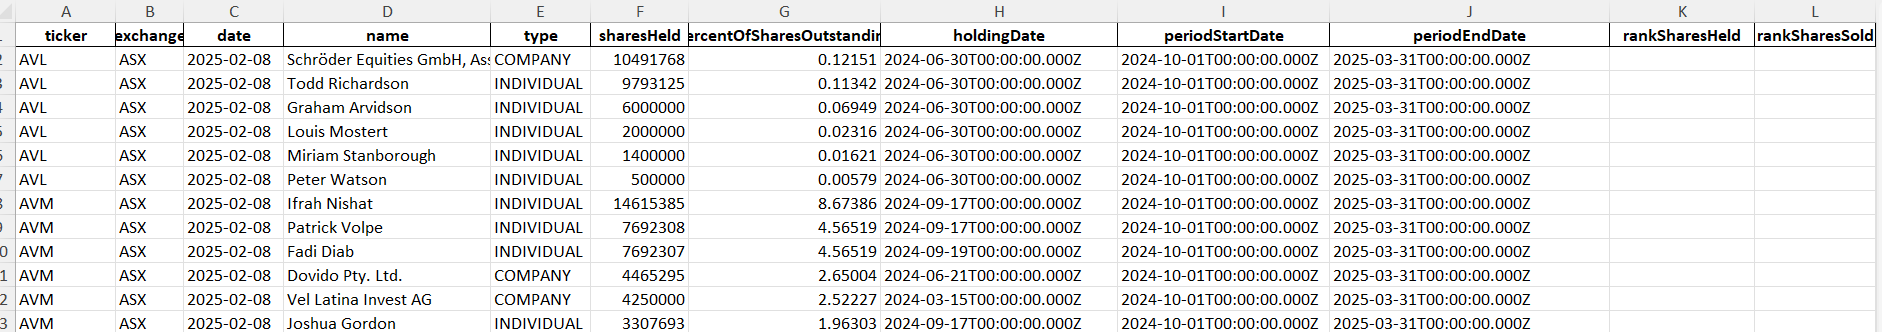 A B C D E F G H I J K L
ticker exchange date name type sharesHeld ercentOfSharesOutstandin holdingDate periodStartDate periodEndDate rankSharesHeld rankSharesSold
2 AVL ASX 2025-02-08 Schröder Equities GmbH, Ass COMPANY 10491768 0.12151 2024-06-30T00:00:00.000Z 2024-10-01T00:00:00.000Z 2025-03-31T00:00:00.000Z
3 AVL ASX 2025-02-08 Todd Richardson INDIVIDUAL 9793125 0.11342 2024-06-30T00:00:00.000Z 2024-10-01T00:00:00.000Z 2025-03-31T00:00:00.000Z
4 AVL ASX 2025-02-08 Graham Arvidson INDIVIDUAL 6000000 0.06949 2024-06-30T00:00:00.000Z 2024-10-01T00:00:00.000Z 2025-03-31T00:00:00.000Z
5 AVL ASX 2025-02-08 Louis Mostert INDIVIDUAL 2000000 0.02316 2024-06-30T00:00:00.000Z 2024-10-01T00:00:00.000Z 2025-03-31T00:00:00.000Z
6 AVL ASX 2025-02-08 Miriam Stanborough INDIVIDUAL 1400000 0.01621 2024-06-30T00:00:00.000Z 2024-10-01T00:00:00.000Z 2025-03-31T00:00:00.000Z
7 AVL ASX 2025-02-08 Peter Watson INDIVIDUAL 500000 0.00579 2024-06-30T00:00:00.000Z 2024-10-01T00:00:00.000Z 2025-03-31T00:00:00.000Z
8 AVM ASX 2025-02-08 Ifrah Nishat INDIVIDUAL 14615385 8.67386 2024-09-17T00:00:00.000Z 2024-10-01T00:00:00.000Z 2025-03-31T00:00:00.000Z
9 AVM ASX 2025-02-08 Patrick Volpe INDIVIDUAL 7692308 4.56519 2024-09-17T00:00:00.000Z 2024-10-01T00:00:00.000Z 2025-03-31T00:00:00.000Z
0 AVM ASX 2025-02-08 Fadi Diab INDIVIDUAL 7692307 4.56519 2024-09-19T00:00:00.000Z 2024-10-01T00:00:00.000Z 2025-03-31T00:00:00.000Z
1 AVM ASX 2025-02-08 Dovido Pty. Ltd. COMPANY 4465295 2.65004 2024-06-21T00:00:00.000Z 2024-10-01T00:00:00.000Z 2025-03-31T00:00:00.000Z
2 AVM ASX 2025-02-08 Vel Latina Invest AG COMPANY 4250000 2.52227 2024-03-15T00:00:00.000Z 2024-10-01T00:00:00.000Z 2025-03-31T00:00:00.000Z
3 AVM ASX 2025-02-08 Joshua Gordon INDIVIDUAL 3307693 1.96303 2024-09-17T00:00:00.000Z 2024-10-01T00:00:00.000Z 2025-03-31T00:00:00.000Z